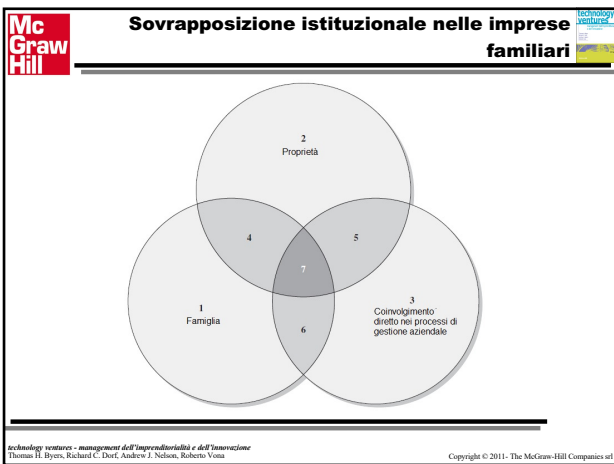 Mc
Graw
Hill
Sovrapposizione istituzionale nelle imprese
familiari
technology
ventures
2
Proprietà
4
5
7
1
Famiglia
3
Coinvolgimento
diretto nei processi di
gestione aziendale
6
technology ventures - management dell'imprenditorialità e dell'innovazione
Thomas H. Byers, Richard C. Dorf, Andrew J. Nelson, Roberto Vona
Copyright © 2011- The McGraw-Hill Companies srl